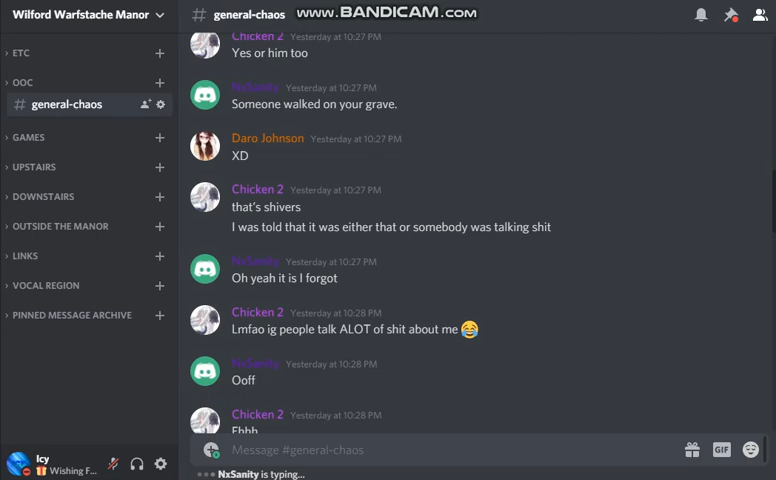 Wilford Warfstache Manor
# general-chaos
www.BANDICAM.com
ETC
OOC
# general-chaos
GAMES
UPSTAIRS
DOWNSTAIRS
OUTSIDE THE MANOR
LINKS
VOCAL REGION
PINNED MESSAGE ARCHIVE
Icy
Wishing F...
Chicken 2 Yesterday at 10:27 PM
Yes or him too
NxSanity Yesterday at 10:27 PM
Someone walked on your grave.
Daro Johnson Yesterday at 10:27 PM
XD
Chicken 2 Yesterday at 10:27 PM
that's shivers
I was told that it was either that or somebody was talking shit
NxSanity Yesterday at 10:27 PM
Oh yeah it is I forgot
Chicken 2 Yesterday at 10:28 PM
Lmfao ig people talk ALOT of shit about me 😂
NxSanity Yesterday at 10:28 PM
Ooff
Chicken 2 Yesterday at 10:28 PM
Ehhh
Message #general-chaos
GIF
NxSanity is typing...